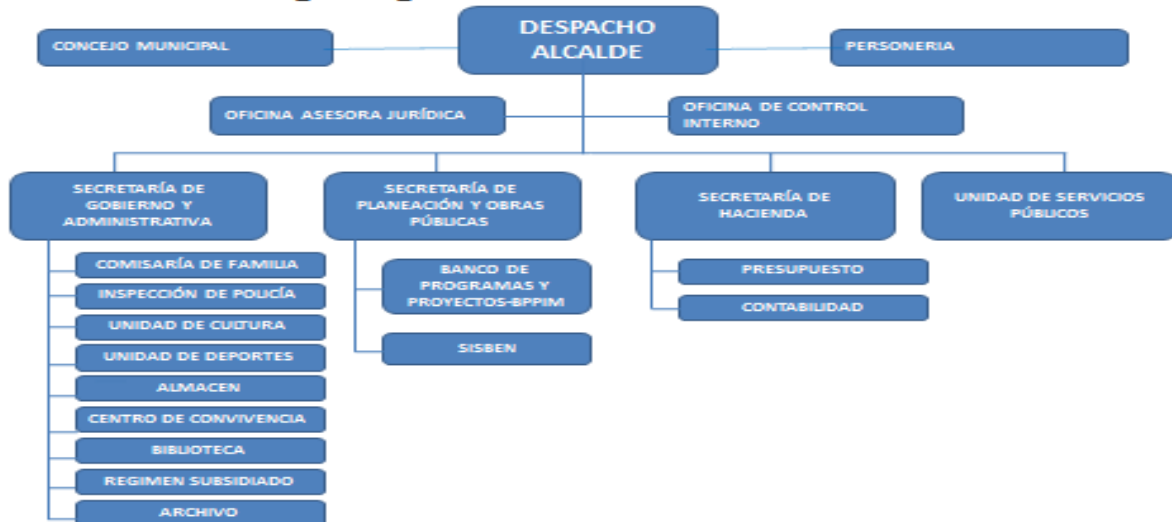 DESPACHO
ALCALDE
CONCEJO MUNICIPAL
PERSONERIA
OFICINA ASESORA JURÍDICA
OFICINA DE CONTROL
INTERNO
SECRETARÍA DE
GOBIERNO Y
ADMINISTRATIVA
COMISARÍA DE FAMILIA
INSPECCIÓN DE POLICÍA
UNIDAD DE CULTURA
UNIDAD DE DEPORTES
ALMACEN
CENTRO DE CONVIVENCIA
BIBLIOTECA
REGIMEN SUBSIDIADO
ARCHIVO
SECRETARÍA DE
PLANEACIÓN Y OBRAS
PÚBLICAS
BANCO DE
PROGRAMAS Y
PROYECTOS-BPPIM
SISBEN
SECRETARÍA DE
HACIENDA
PRESUPUESTO
CONTABILIDAD
UNIDAD DE SERVICIOS
PÚBLICOS